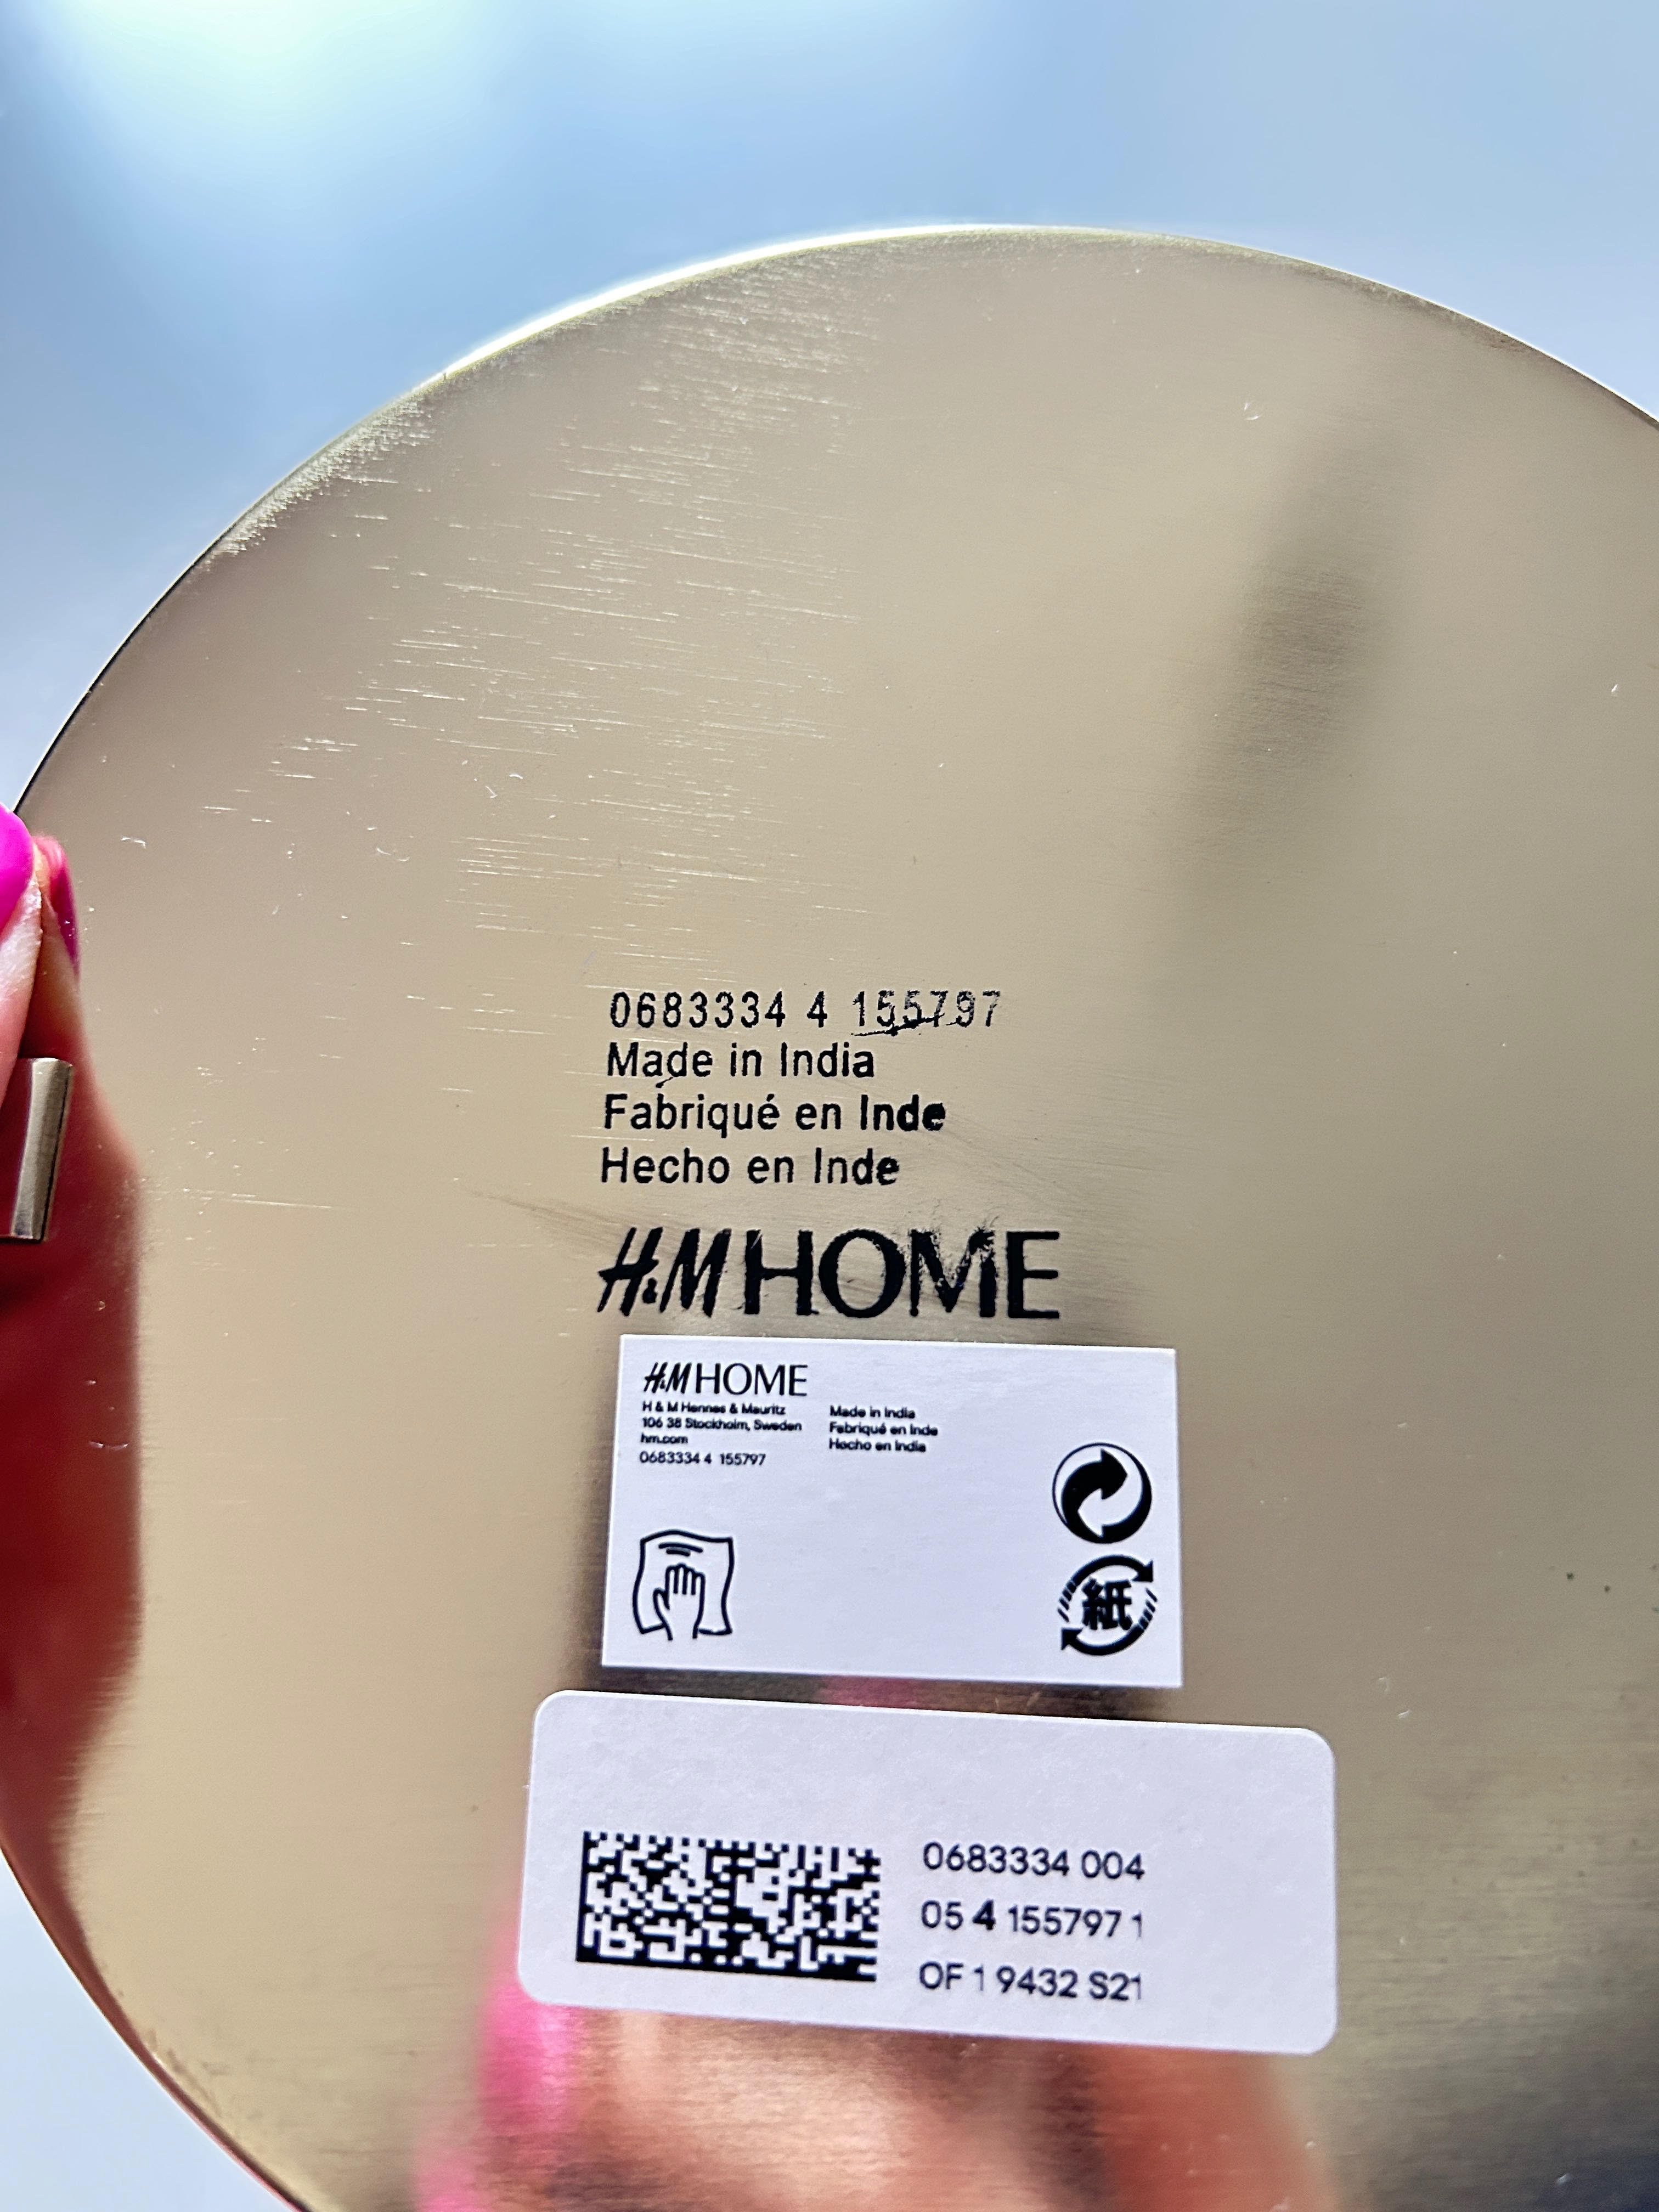 0683334 4 155797
Made in India
Fabriqué en Inde
Hecho en Inde
H&M HOME
H&M HOME
H & M Hennes & Mauritz
106 38 Stockholm, Sweden
hm.com
0683334 4 155797
Made in India
Fabriqué en Inde
Hecho en India
紙
0683334 004
05 4 155797 1
OF 1 9432 S21